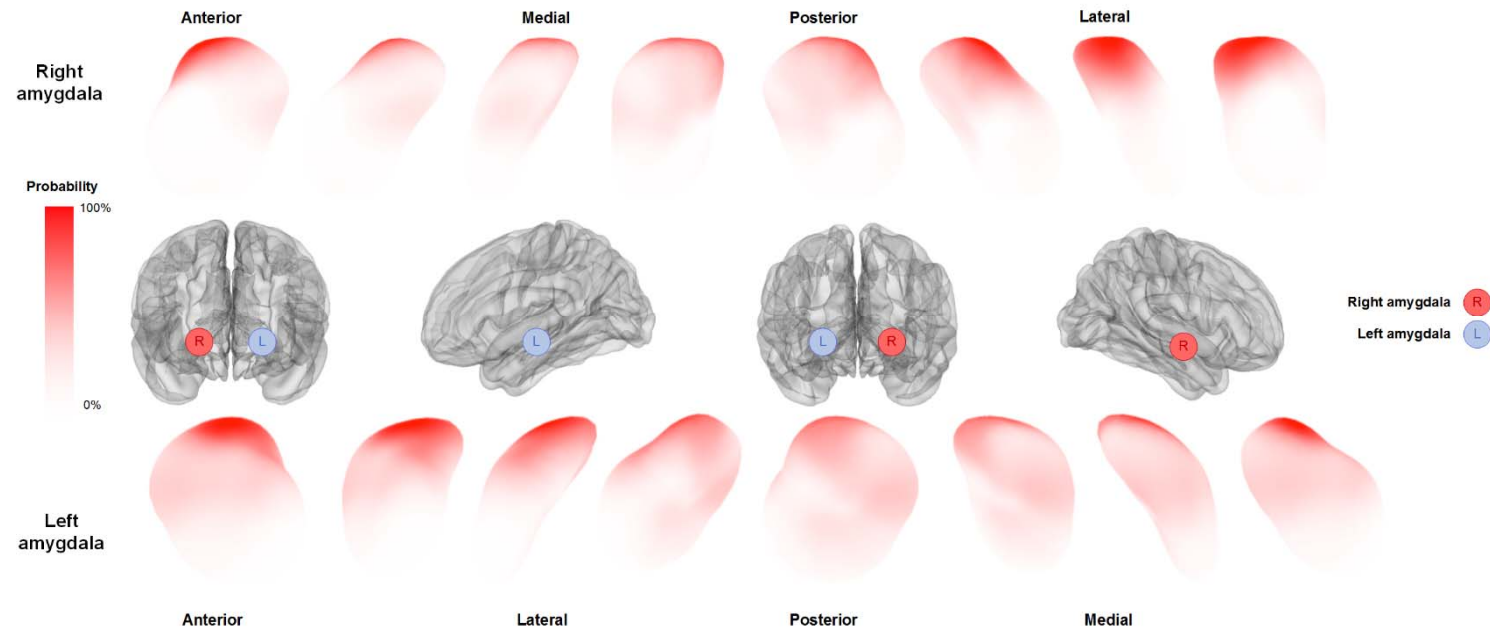 Anterior Medial Posterior Lateral
Right
amygdala
Probability
100%
0%
R L
L
L R
R
Right amygdala R
Left amygdala L
Left
amygdala
Anterior Lateral Posterior Medial